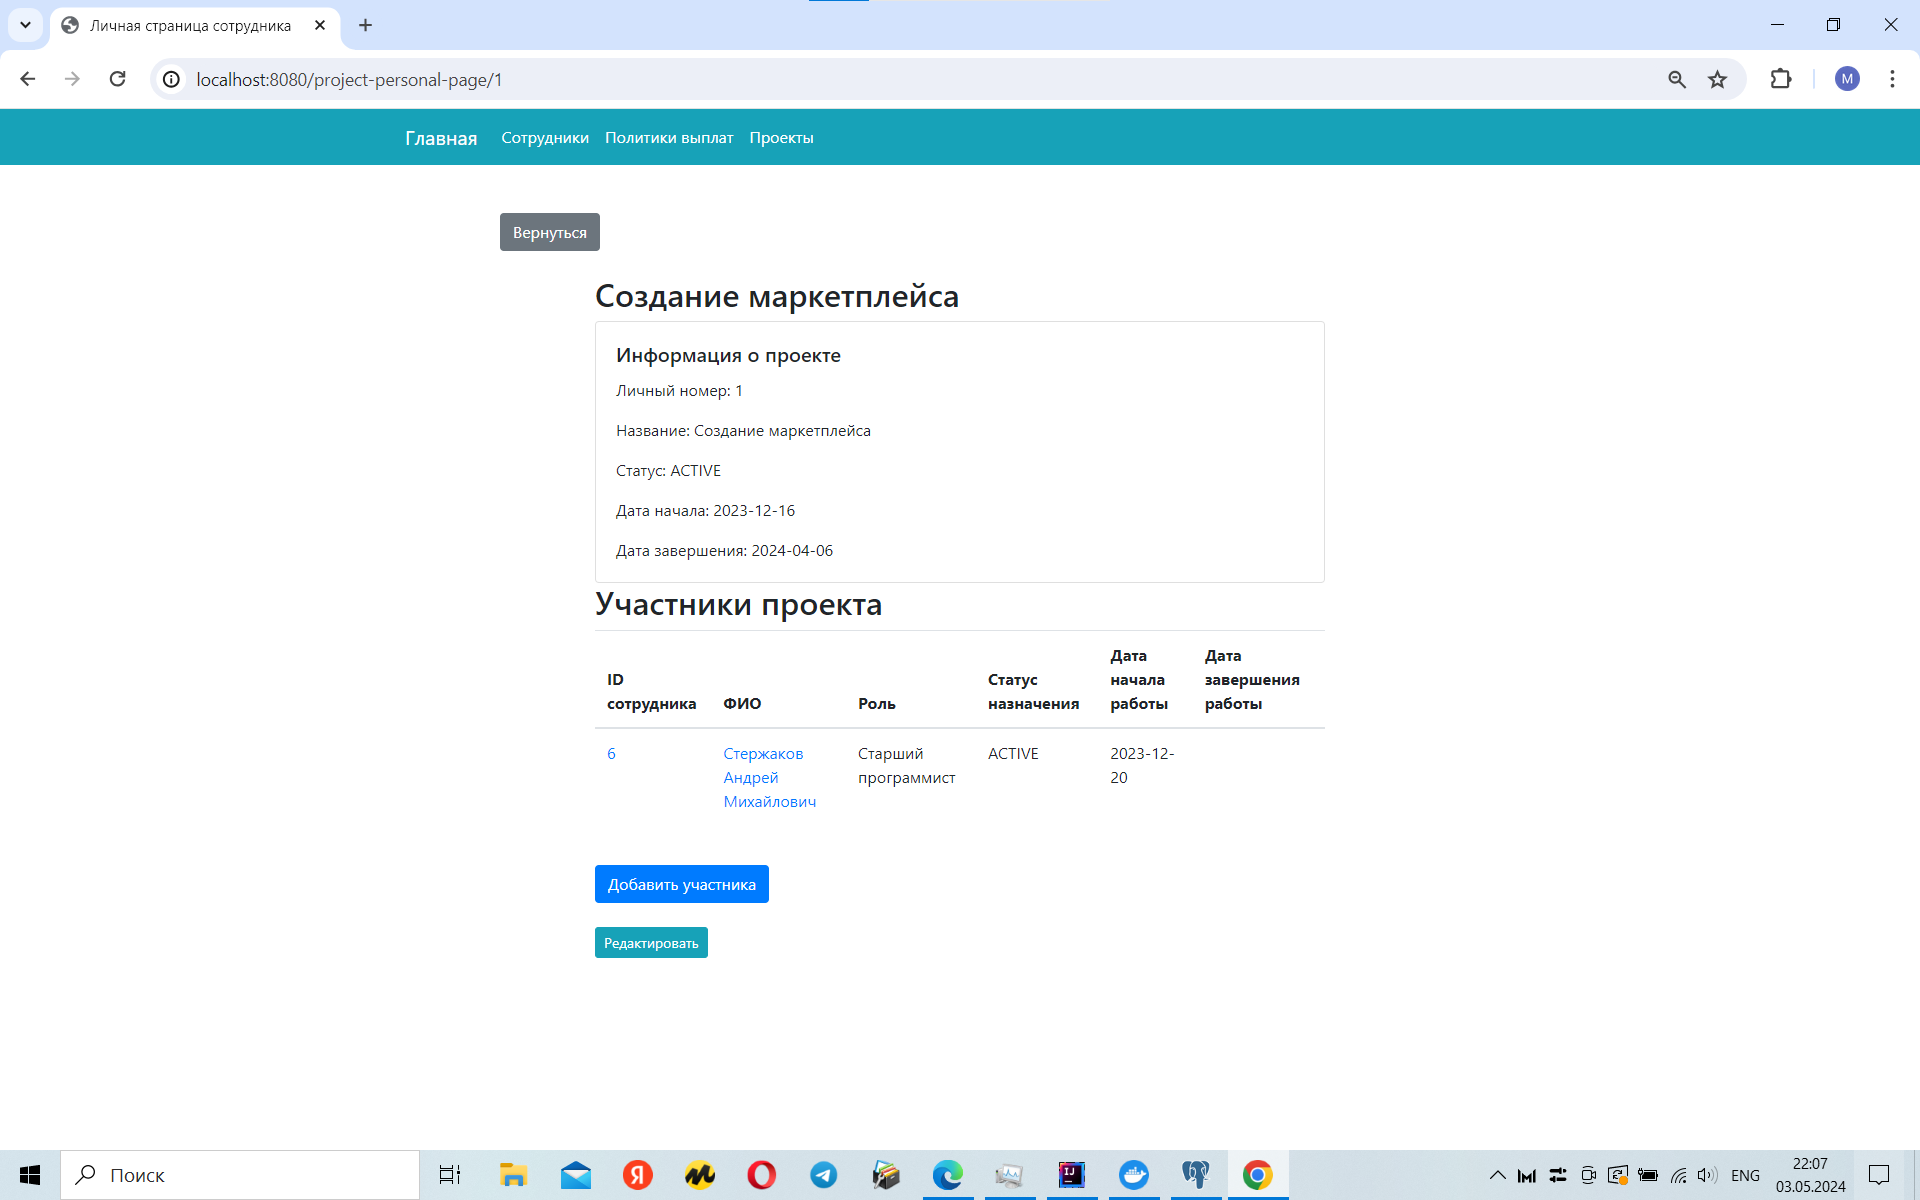 Личная страница сотрудника
localhost:8080/project-personal-page/1
M
Главная Сотрудники Политики выплат Проекты
Вернуться
Создание маркетплейса
Информация о проекте
Личный номер: 1
Название: Создание маркетплейса
Статус: ACTIVE
Дата начала: 2023-12-16
Дата завершения: 2024-04-06
Участники проекта
ID
сотрудника
ФИО
Роль
Статус
назначения
Дата
начала
работы
Дата
завершения
работы
6
Стержаков
Андрей
Михайлович
Старший
программист
ACTIVE
2023-12-
20
Добавить участника
Редактировать
Поиск
Я
IJ
ENG
22:07
03.05.2024